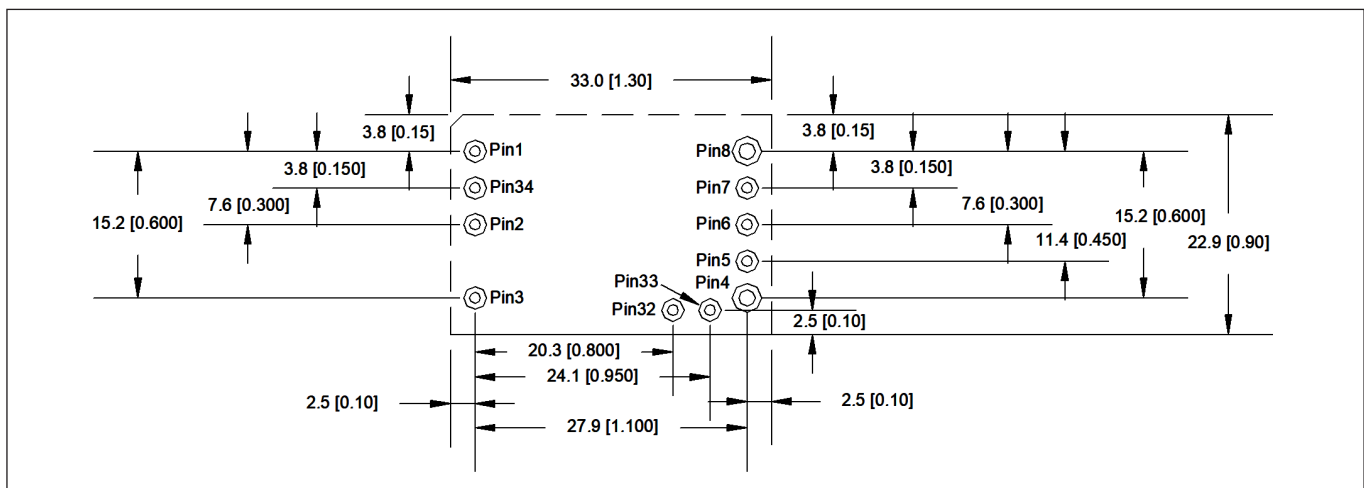 33.0 [1.30]
3.8 [0.15]
3.8 [0.15]
Pin1
Pin8
3.8 [0.150]
3.8 [0.150]
Pin34
Pin7
7.6 [0.300]
7.6 [0.300]
15.2 [0.600]
15.2 [0.600]
Pin2
Pin6
11.4 [0.450]
22.9 [0.90]
Pin5
Pin33
Pin4
Pin3
Pin32
2.5 [0.10]
20.3 [0.800]
24.1 [0.950]
2.5 [0.10]
2.5 [0.10]
27.9 [1.100]